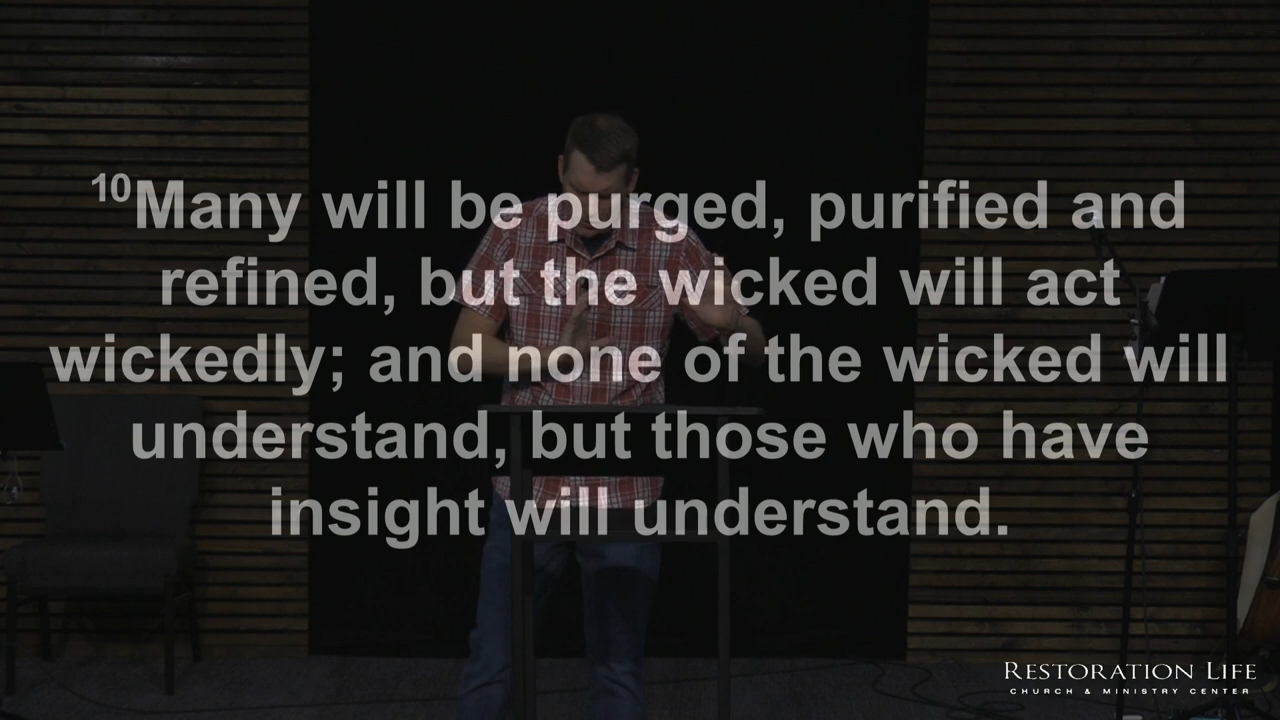 10Many will be purged, purified and
refined, but the wicked will act
wickedly; and none of the wicked will
understand, but those who have
insight will understand.
RESTORATION LIFE
CHURCH & MINISTRY CENTER